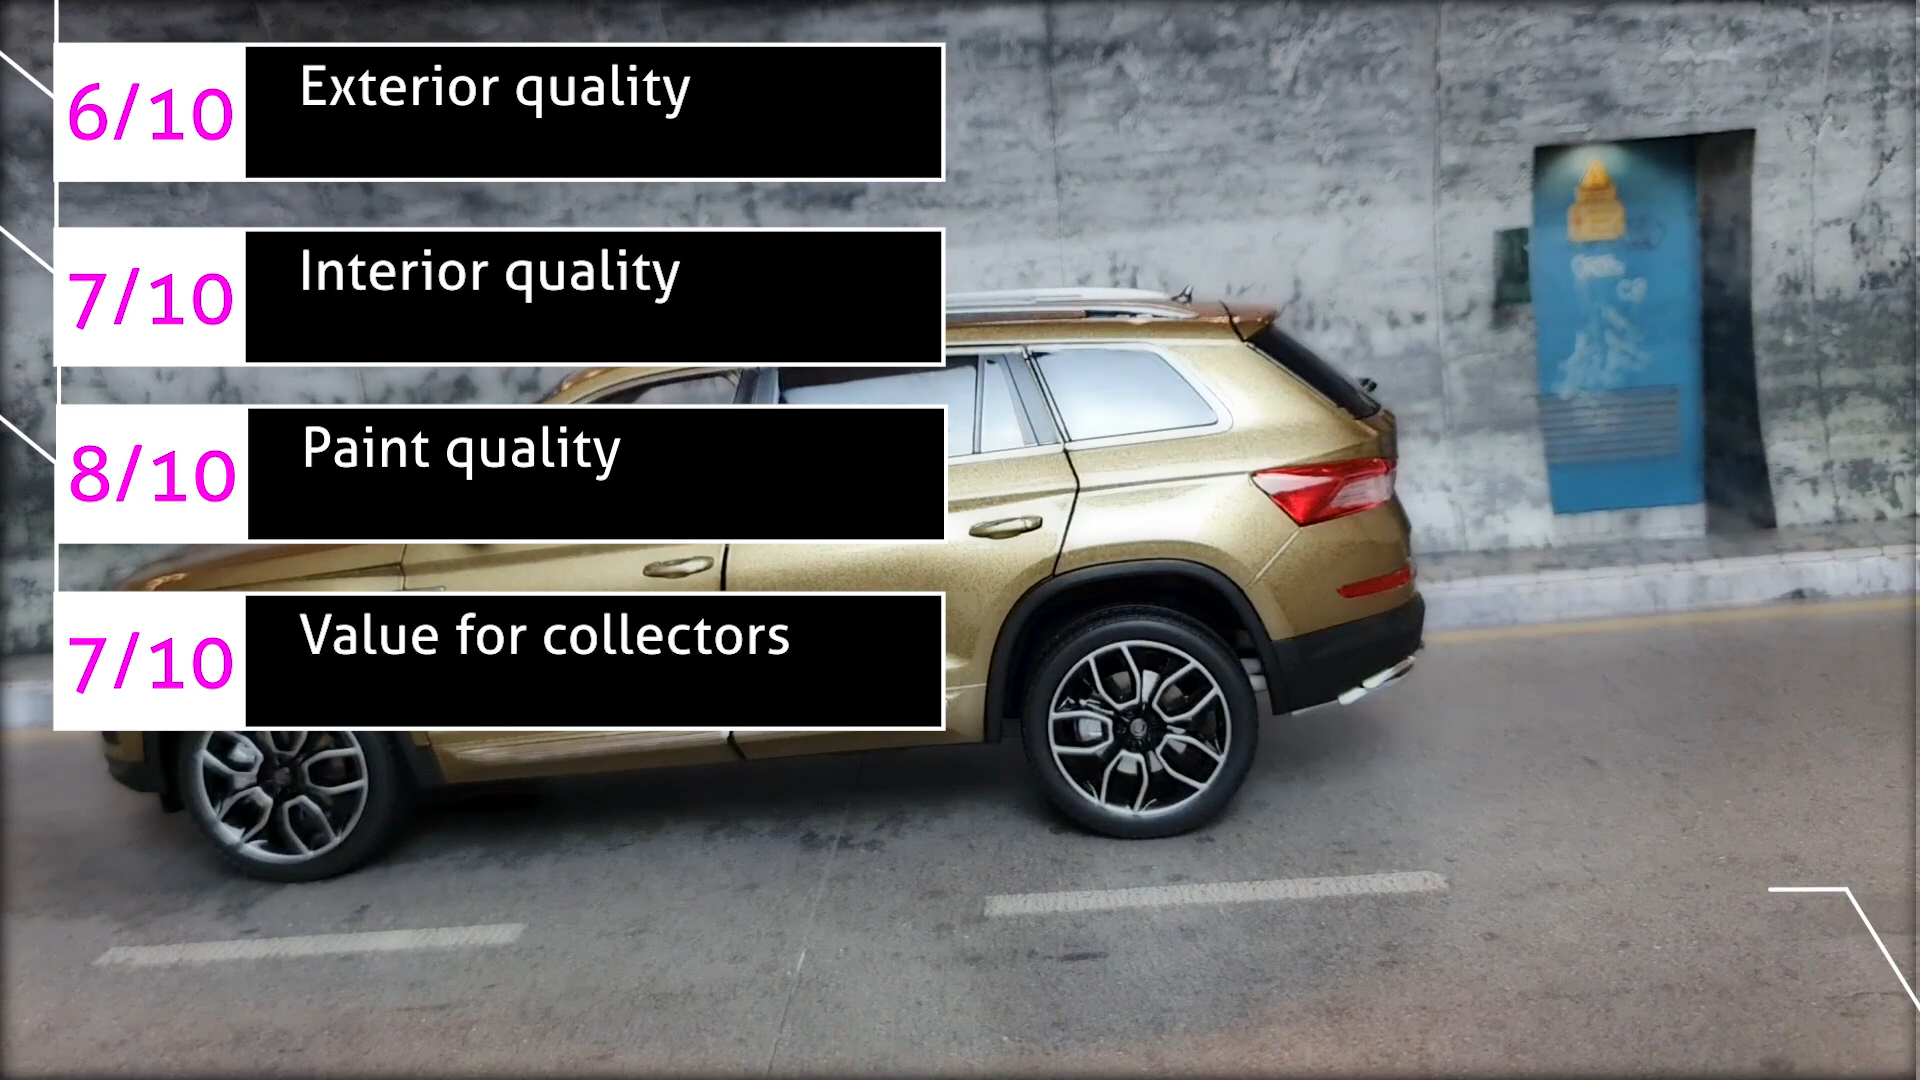 6/10
Exterior quality
7/10
Interior quality
8/10
Paint quality
7/10
Value for collectors